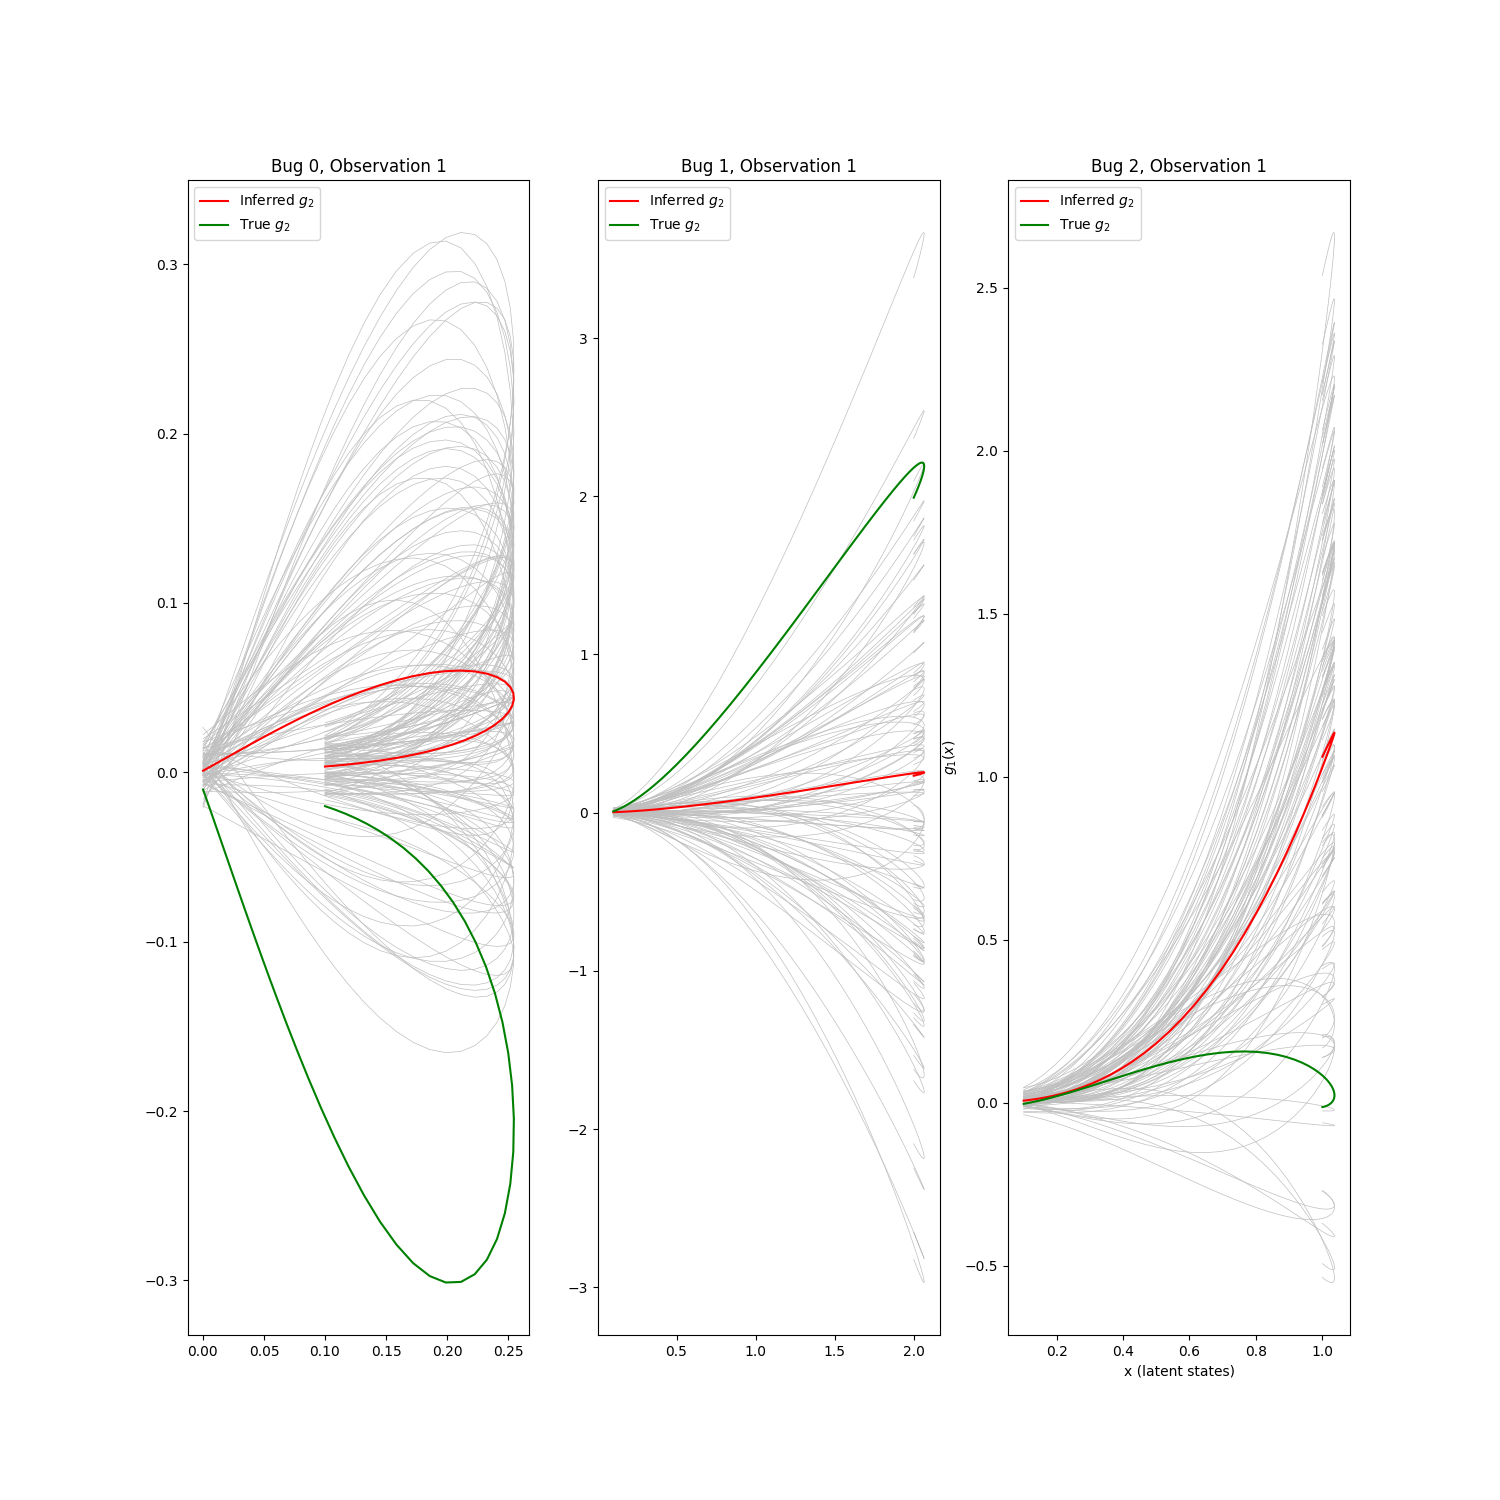 Bug 0, Observation 1
Inferred g₂
True g₂
0.3
0.2
0.1
0.0
−0.1
−0.2
−0.3
0.00 0.05 0.10 0.15 0.20 0.25
Bug 1, Observation 1
Inferred g₂
True g₂
3
2
1
0
−1
−2
−3
0.5 1.0 1.5 2.0
Bug 2, Observation 1
Inferred g₂
True g₂
g₁(x)
2.5
2.0
1.5
1.0
0.5
0.0
−0.5
0.2 0.4 0.6 0.8 1.0
x (latent states)